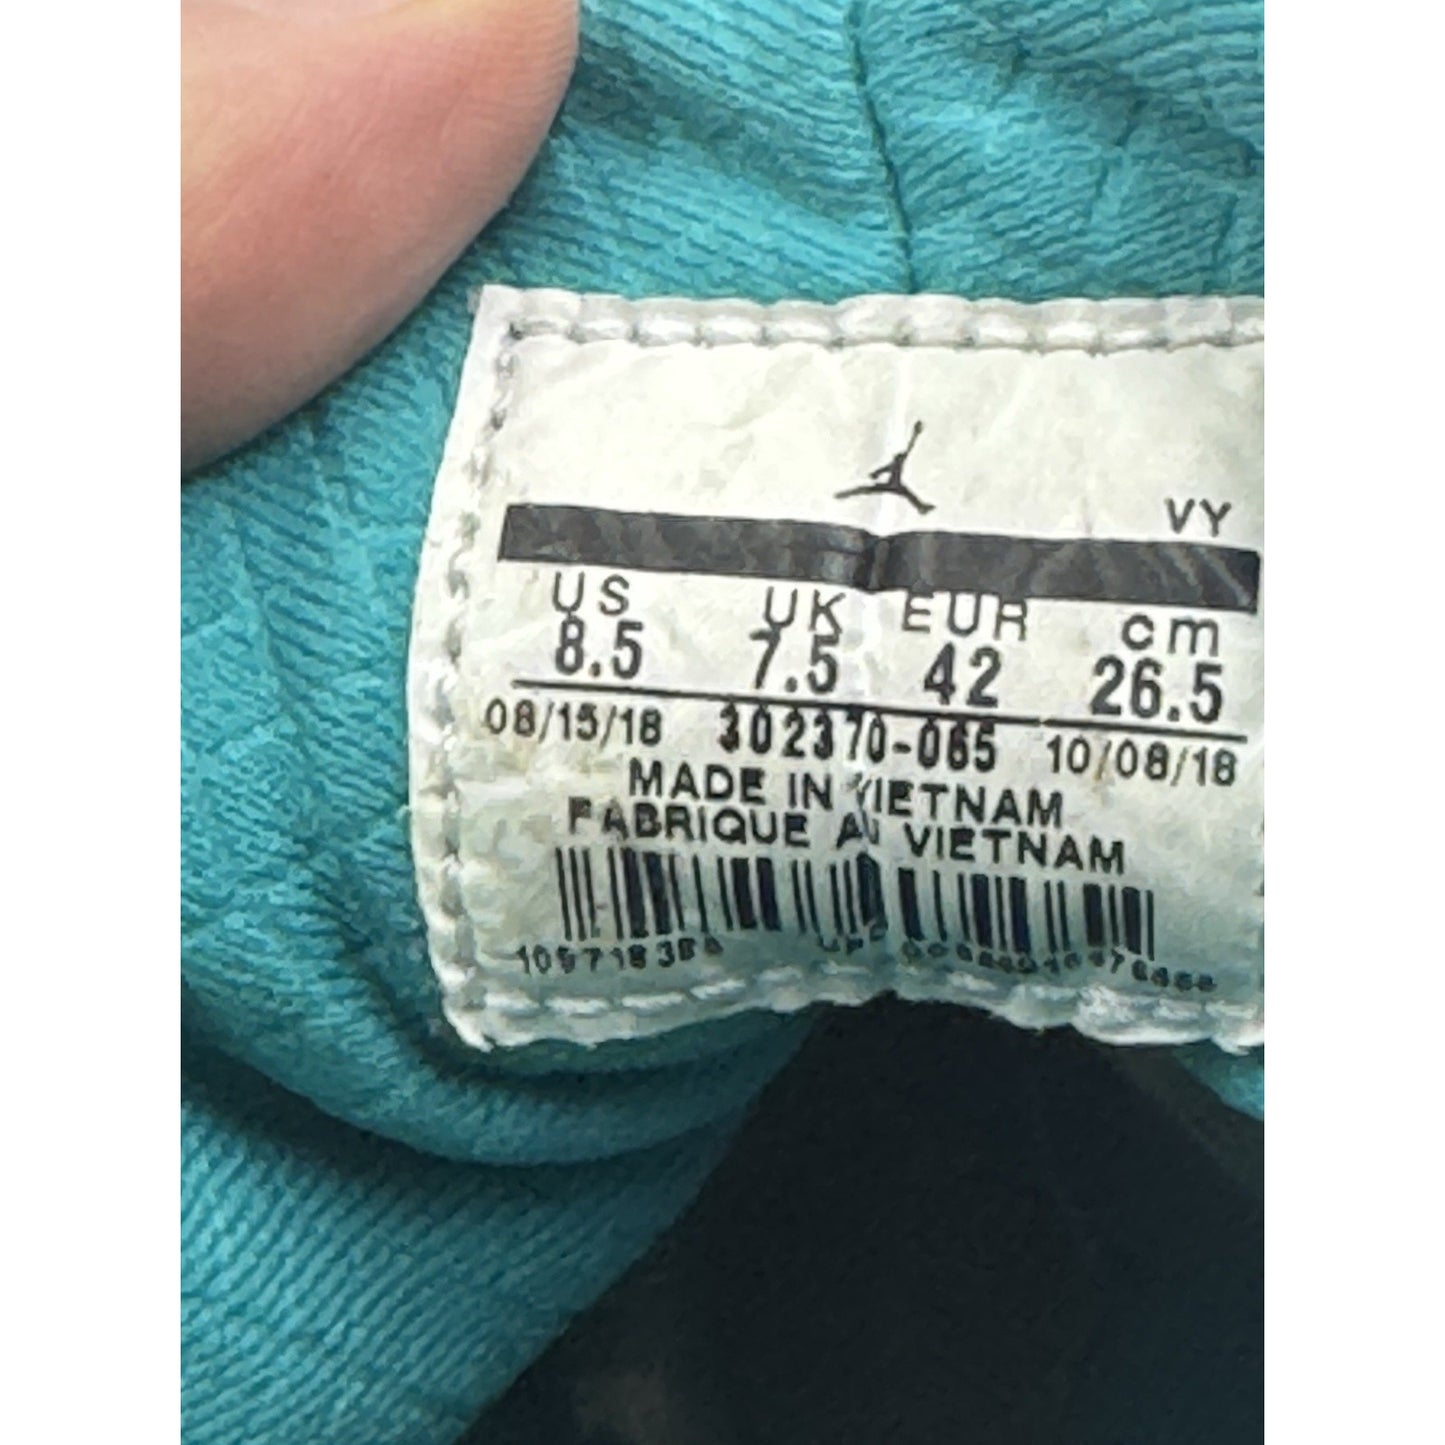 VY
US UK EUR cm
8.5 7.5 42 26.5
08/15/18 302370-065 10/08/18
MADE IN VIETNAM
FABRIQUE AU VIETNAM
UPC